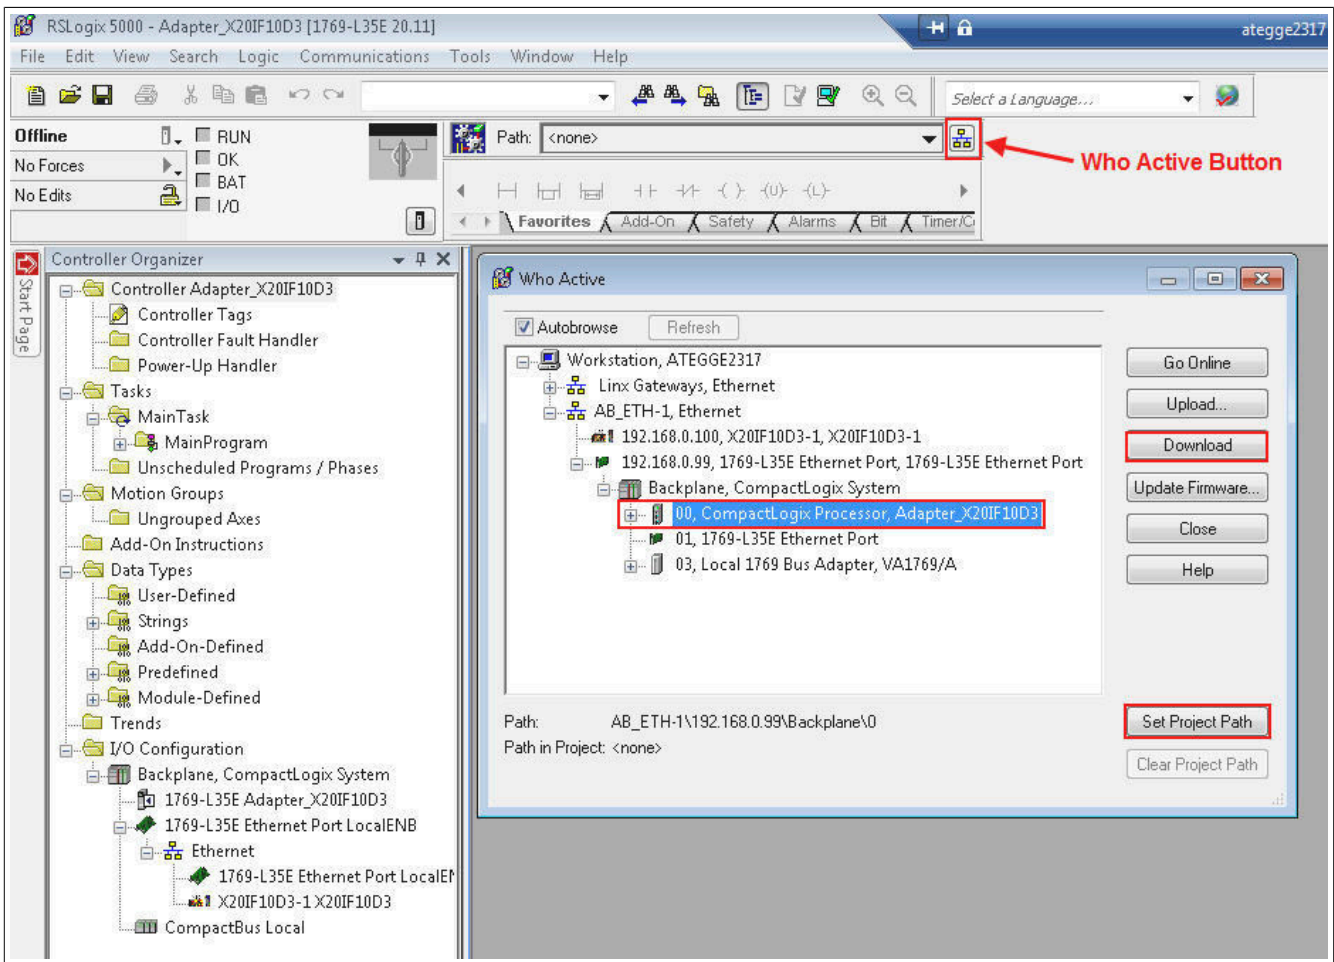 RSLogix 5000 - Adapter_X20IF10D3 [1769-L35E 20.11]
ategge2317
File Edit View Search Logic Communications Tools Window Help
Select a Language...
Offline
RUN
No Forces
OK
No Edits
BAT
I/O
Path: <none>
Who Active Button
Favorites Add-On Safety Alarms Bit Timer/C
Start Page
Controller Organizer
Controller Adapter_X20IF10D3
Controller Tags
Controller Fault Handler
Power-Up Handler
Tasks
MainTask
MainProgram
Unscheduled Programs / Phases
Motion Groups
Ungrouped Axes
Add-On Instructions
Data Types
User-Defined
Strings
Add-On-Defined
Predefined
Module-Defined
Trends
I/O Configuration
Backplane, CompactLogix System
1769-L35E Adapter_X20IF10D3
1769-L35E Ethernet Port LocalENB
Ethernet
1769-L35E Ethernet Port LocalEN
X20IF10D3-1 X20IF10D3
CompactBus Local
Who Active
Autobrowse
Refresh
Workstation, ATEGGE2317
Linx Gateways, Ethernet
AB_ETH-1, Ethernet
192.168.0.100, X20IF10D3-1, X20IF10D3-1
192.168.0.99, 1769-L35E Ethernet Port, 1769-L35E Ethernet Port
Backplane, CompactLogix System
00, CompactLogix Processor, Adapter_X20IF10D3
01, 1769-L35E Ethernet Port
03, Local 1769 Bus Adapter, VA1769/A
Go Online
Upload...
Download
Update Firmware...
Close
Help
Path: AB_ETH-1\192.168.0.99\Backplane\0
Path in Project: <none>
Set Project Path
Clear Project Path